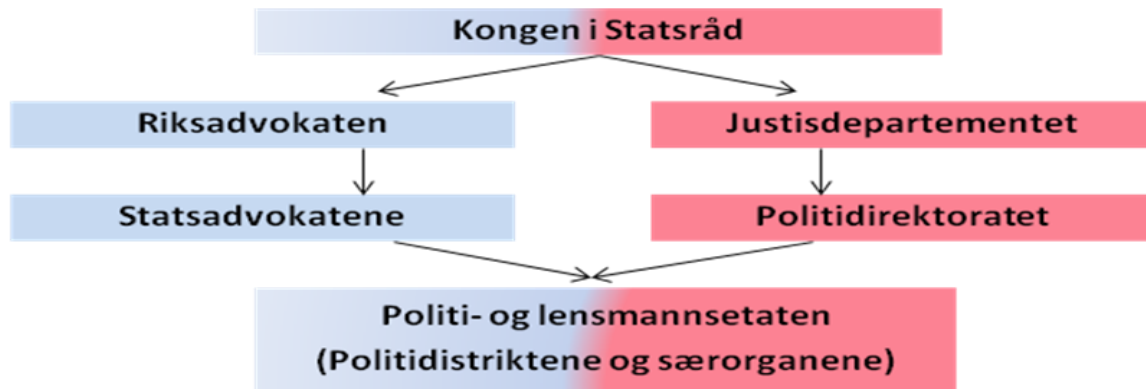 Kongen i Statsråd
Riksadvokaten
Justisdepartementet
Statsadvokatene
Politidirektoratet
Politi- og lensmannsetaten
(Politidistriktene og særorganene)